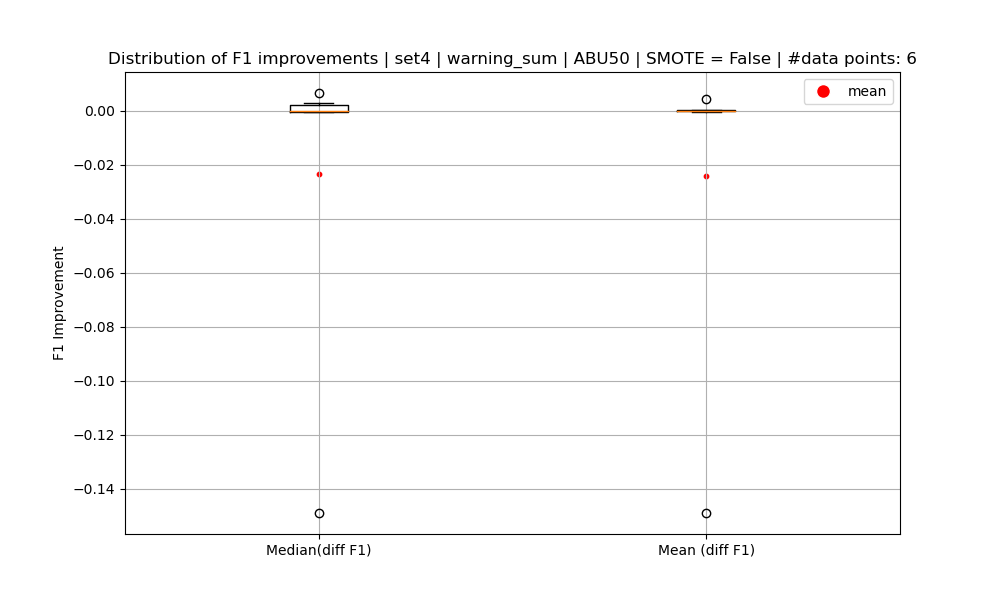 Distribution of F1 improvements | set4 | warning_sum | ABU50 | SMOTE = False | #data points: 6
mean
0.00
−0.02
−0.04
−0.06
−0.08
−0.10
−0.12
−0.14
F1 Improvement
Median(diff F1)
Mean (diff F1)